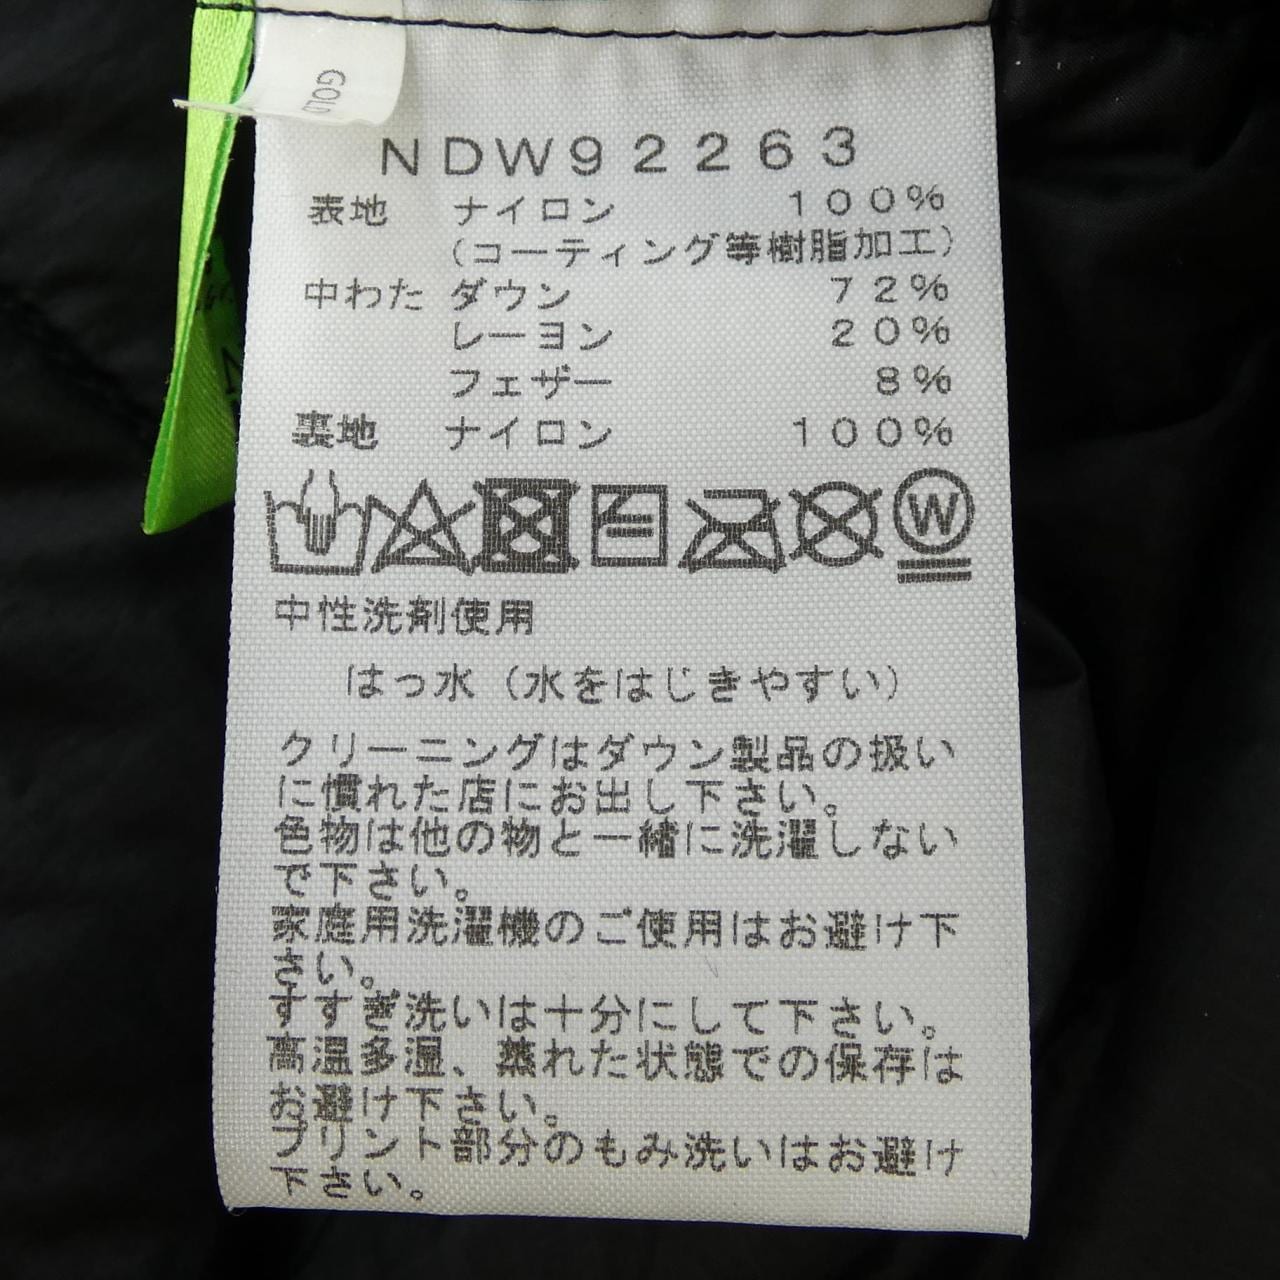 GOLD
NDW92263
表地 ナイロン 100%
(コーティング等樹脂加工)
中わた ダウン 72%
レーヨン 20%
フェザー 8%
裏地 ナイロン 100%
W
中性洗剤使用
はっ水(水をはじきやすい)
クリーニングはダウン製品の扱い
に慣れた店にお出し下さい。
色物は他の物と一緒に洗濯しない
で下さい。
家庭用洗濯機のご使用はお避け下
さい。
すすぎ洗いは十分にして下さい。
高温多湿、蒸れた状態での保存は
お避け下さい。
プリント部分のもみ洗いはお避け
下さい。